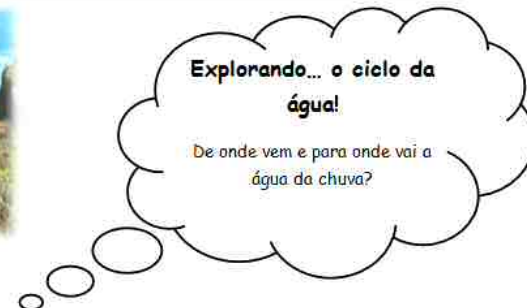 Explorando... o ciclo da
água!
De onde vem e para onde vai a
água da chuva?